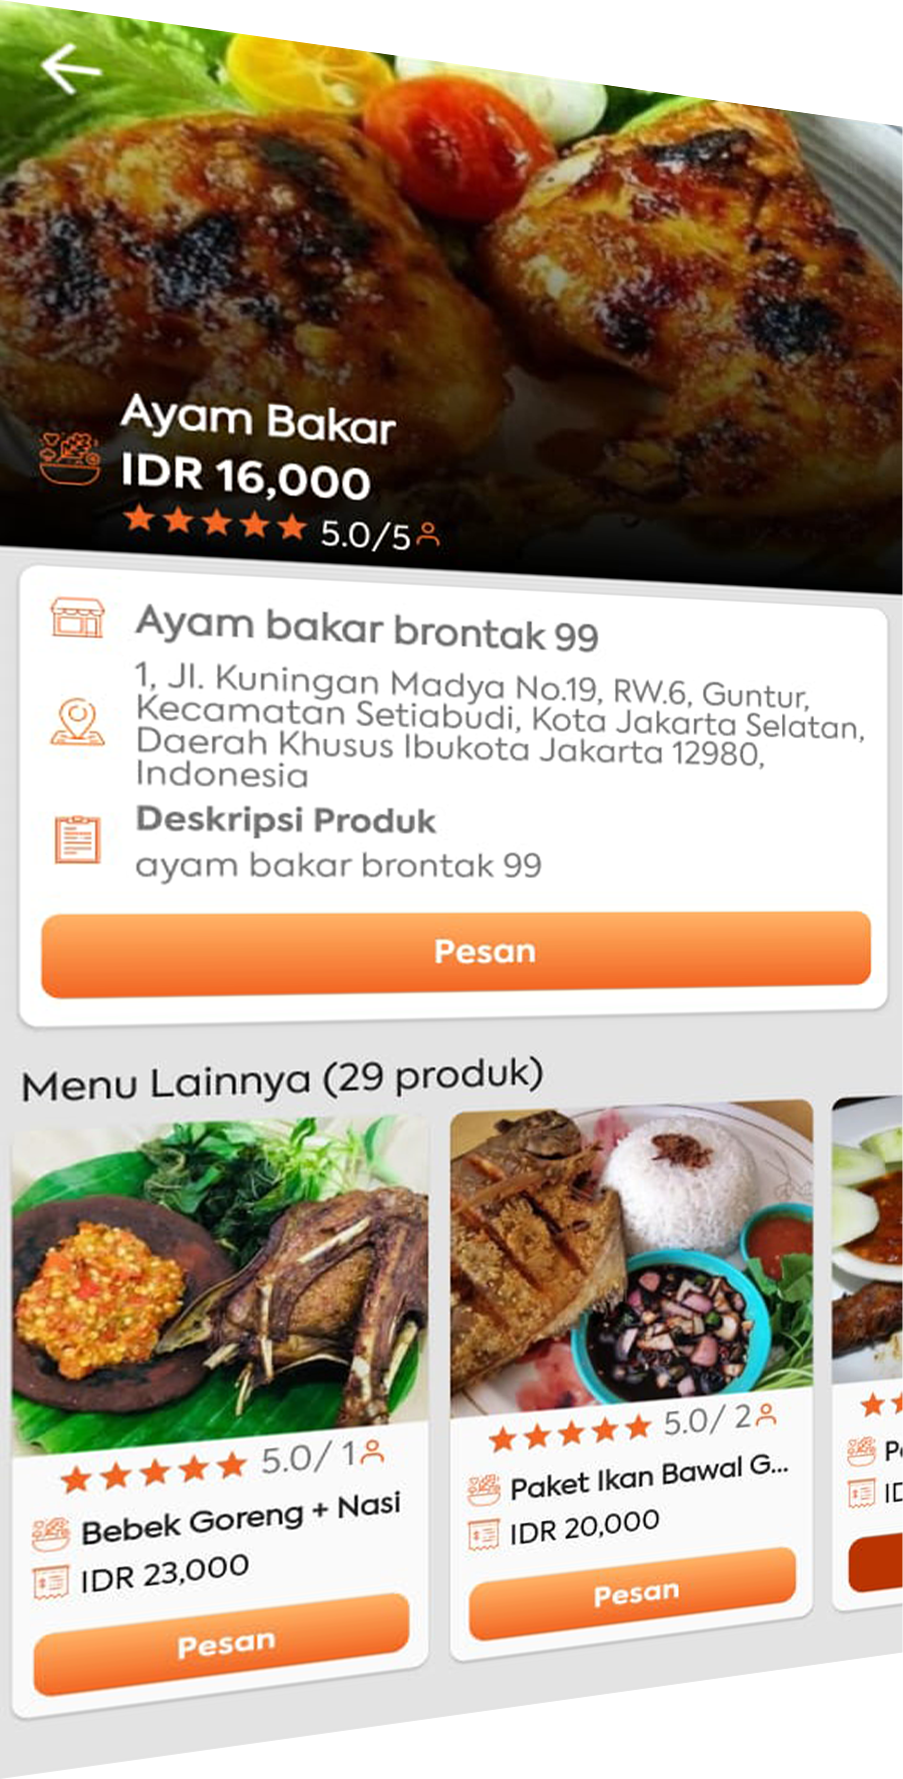 Ayam Bakar
IDR 16,000
5.0/5
Ayam bakar brontak 99
1, Jl. Kuningan Madya No.19, RW.6, Guntur,
Kecamatan Setiabudi, Kota Jakarta Selatan,
Daerah Khusus Ibukota Jakarta 12980,
Indonesia
Deskripsi Produk
ayam bakar brontak 99
Pesan
Menu Lainnya (29 produk)
5.0/ 1
Bebek Goreng + Nasi
IDR 23,000
Pesan
5.0/ 2
Paket Ikan Bawal G...
IDR 20,000
Pesan